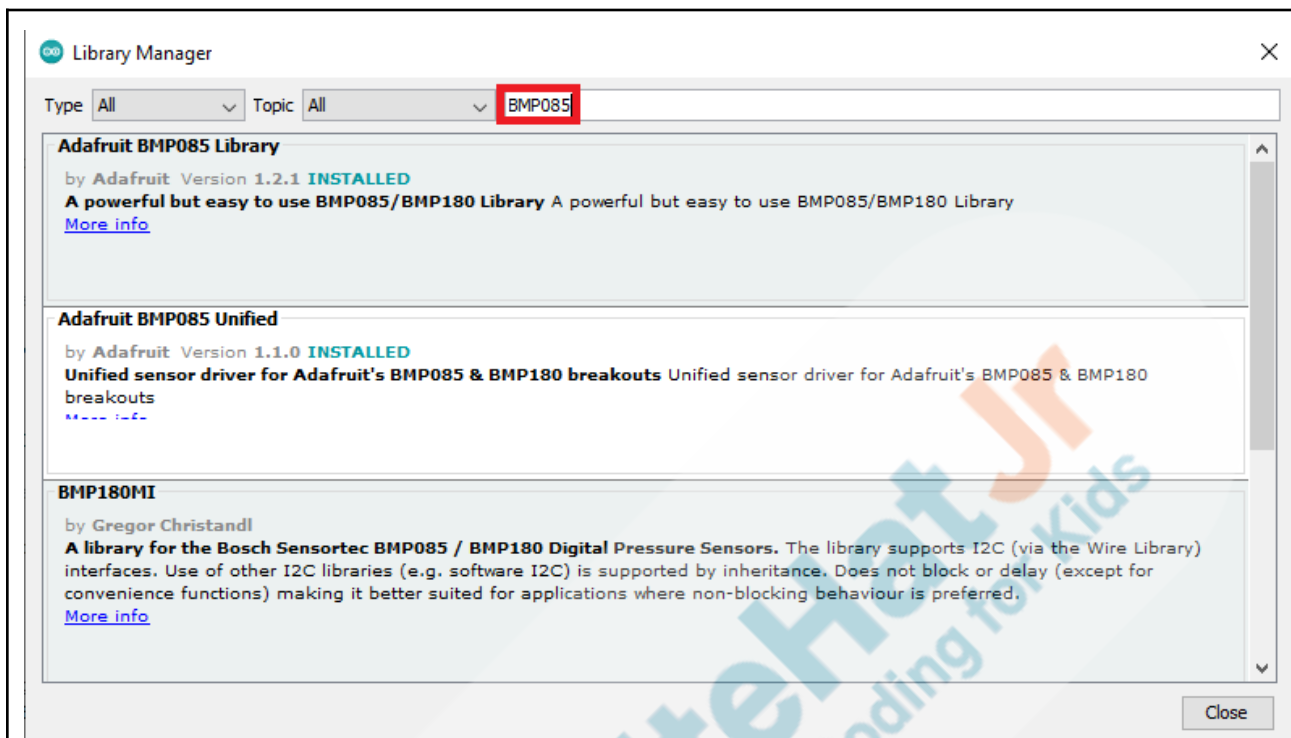 Library Manager
Type All Topic All BMP085
Adafruit BMP085 Library
by Adafruit Version 1.2.1 INSTALLED
A powerful but easy to use BMP085/BMP180 Library A powerful but easy to use BMP085/BMP180 Library
More info
Adafruit BMP085 Unified
by Adafruit Version 1.1.0 INSTALLED
Unified sensor driver for Adafruit's BMP085 & BMP180 breakouts Unified sensor driver for Adafruit's BMP085 & BMP180
breakouts
More info
BMP180MI
by Gregor Christandl
A library for the Bosch Sensortec BMP085 / BMP180 Digital Pressure Sensors. The library supports I2C (via the Wire Library)
interfaces. Use of other I2C libraries (e.g. software I2C) is supported by inheritance. Does not block or delay (except for
convenience functions) making it better suited for applications where non-blocking behaviour is preferred.
More info
Close
Jr
for Kids